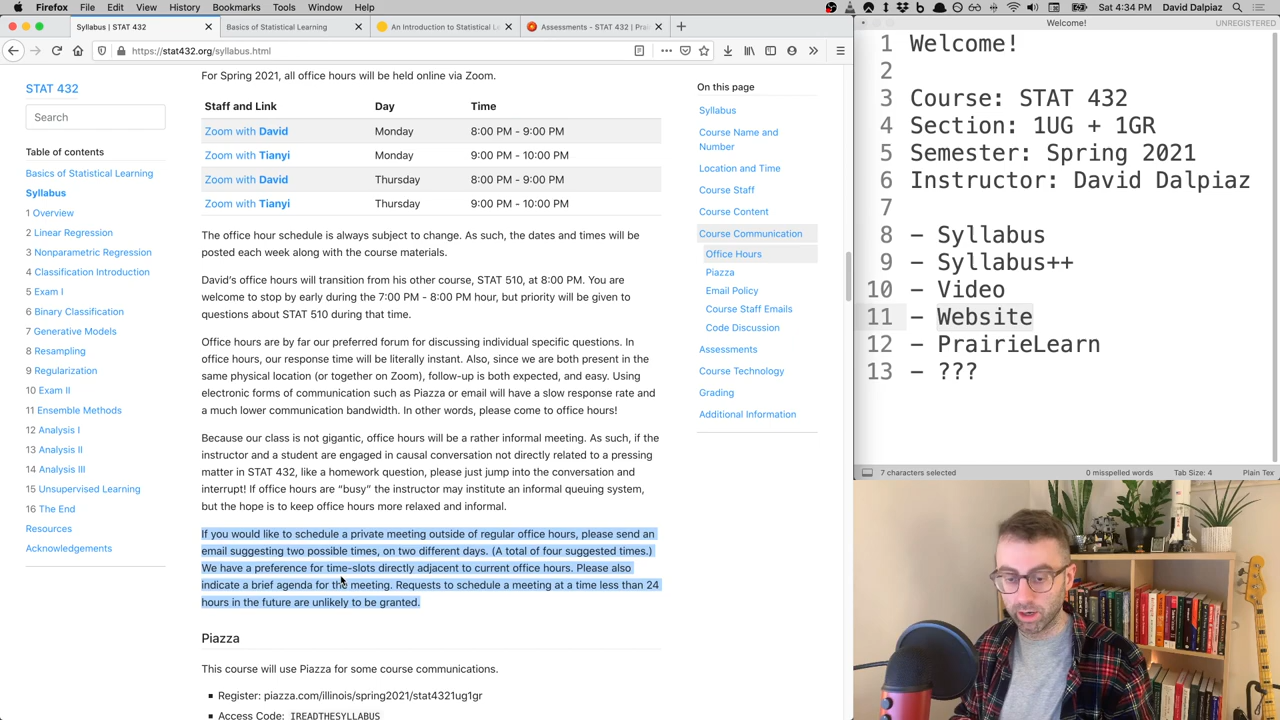 Firefox File Edit View History Bookmarks Tools Window Help
Sat 4:34 PM David Dalpiaz
Syllabus | STAT 432
Basics of Statistical Learning
An Introduction to Statistical L
Assessments - STAT 432 | Prai
https://stat432.org/syllabus.html
STAT 432
Search
Table of contents
Basics of Statistical Learning
Syllabus
1 Overview
2 Linear Regression
3 Nonparametric Regression
4 Classification Introduction
5 Exam I
6 Binary Classification
7 Generative Models
8 Resampling
9 Regularization
10 Exam II
11 Ensemble Methods
12 Analysis I
13 Analysis II
14 Analysis III
15 Unsupervised Learning
16 The End
Resources
Acknowledgements
For Spring 2021, all office hours will be held online via Zoom.
Staff and Link Day Time
Zoom with David Monday 8:00 PM - 9:00 PM
Zoom with Tianyi Monday 9:00 PM - 10:00 PM
Zoom with David Thursday 8:00 PM - 9:00 PM
Zoom with Tianyi Thursday 9:00 PM - 10:00 PM
The office hour schedule is always subject to change. As such, the dates and times will be
posted each week along with the course materials.
David's office hours will transition from his other course, STAT 510, at 8:00 PM. You are
welcome to stop by early during the 7:00 PM - 8:00 PM hour, but priority will be given to
questions about STAT 510 during that time.
Office hours are by far our preferred forum for discussing individual specific questions. In
office hours, our response time will be literally instant. Also, since we are both present in the
same physical location (or together on Zoom), follow-up is both expected, and easy. Using
electronic forms of communication such as Piazza or email will have a slow response rate and
a much lower communication bandwidth. In other words, please come to office hours!
Because our class is not gigantic, office hours will be a rather informal meeting. As such, if the
instructor and a student are engaged in causal conversation not directly related to a pressing
matter in STAT 432, like a homework question, please just jump into the conversation and
interrupt! If office hours are “busy” the instructor may institute an informal queuing system,
but the hope is to keep office hours more relaxed and informal.
If you would like to schedule a private meeting outside of regular office hours, please send an
email suggesting two possible times, on two different days. (A total of four suggested times.)
We have a preference for time-slots directly adjacent to current office hours. Please also
indicate a brief agenda for the meeting. Requests to schedule a meeting at a time less than 24
hours in the future are unlikely to be granted.
Piazza
This course will use Piazza for some course communications.
Register: piazza.com/illinois/spring2021/stat4321ug1gr
Access Code: IREADTHESYLLABUS
On this page
Syllabus
Course Name and
Number
Location and Time
Course Staff
Course Content
Course Communication
Office Hours
Piazza
Email Policy
Course Staff Emails
Code Discussion
Assessments
Course Technology
Grading
Additional Information
Welcome! UNREGISTERED
1 Welcome!
2
3 Course: STAT 432
4 Section: 1UG + 1GR
5 Semester: Spring 2021
6 Instructor: David Dalpiaz
7
8 - Syllabus
9 - Syllabus++
10 - Video
11 - Website
12 - PrairieLearn
13 - ???
7 characters selected 0 misspelled words Tab Size: 4 Plain Tex